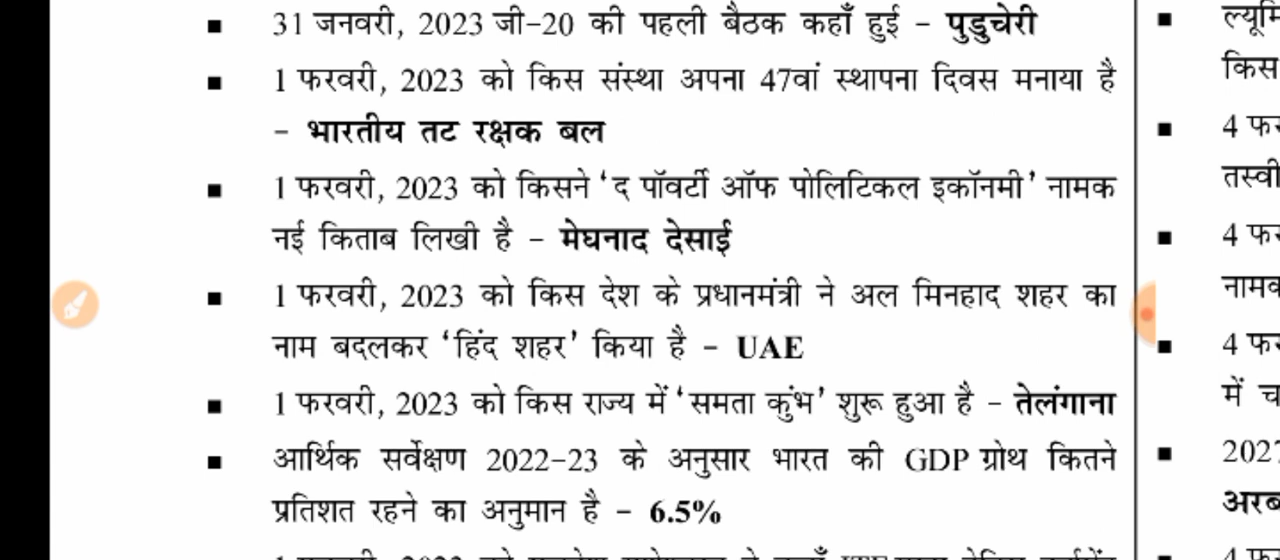 ▪ 31 जनवरी, 2023 जी-20 की पहली बैठक कहाँ हुई - पुडुचेरी
▪ 1 फरवरी, 2023 को किस संस्था अपना 47वां स्थापना दिवस मनाया है
- भारतीय तट रक्षक बल
▪ 1 फरवरी, 2023 को किसने ‘द पॉवर्टी ऑफ पोलिटिकल इकॉनमी’ नामक
नई किताब लिखी है - मेघनाद देसाई
▪ 1 फरवरी, 2023 को किस देश के प्रधानमंत्री ने अल मिनहाद शहर का
नाम बदलकर ‘हिंद शहर’ किया है - UAE
▪ 1 फरवरी, 2023 को किस राज्य में ‘समता कुंभ’ शुरू हुआ है - तेलंगाना
▪ आर्थिक सर्वेक्षण 2022-23 के अनुसार भारत की GDP ग्रोथ कितने
प्रतिशत रहने का अनुमान है - 6.5%
▪
किस
▪ 4
▪ 4
▪ 4
में
▪